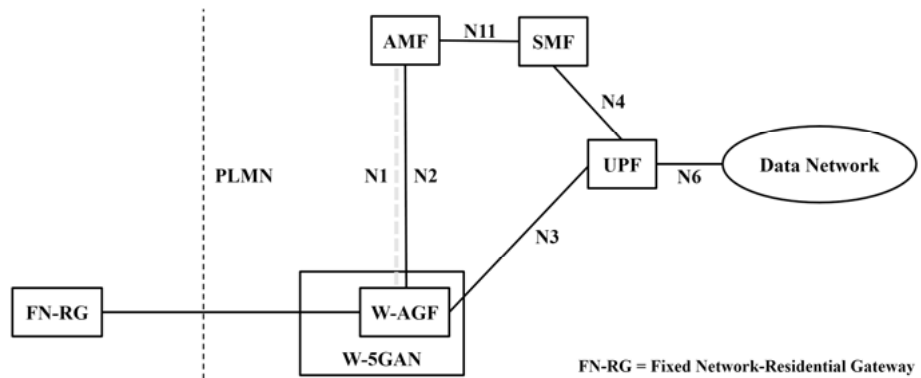 AMF
N11
SMF
N4
PLMN
N1
N2
UPF
N6
Data Network
N3
FN-RG
W-AGF
W-5GAN
FN-RG = Fixed Network-Residential Gateway